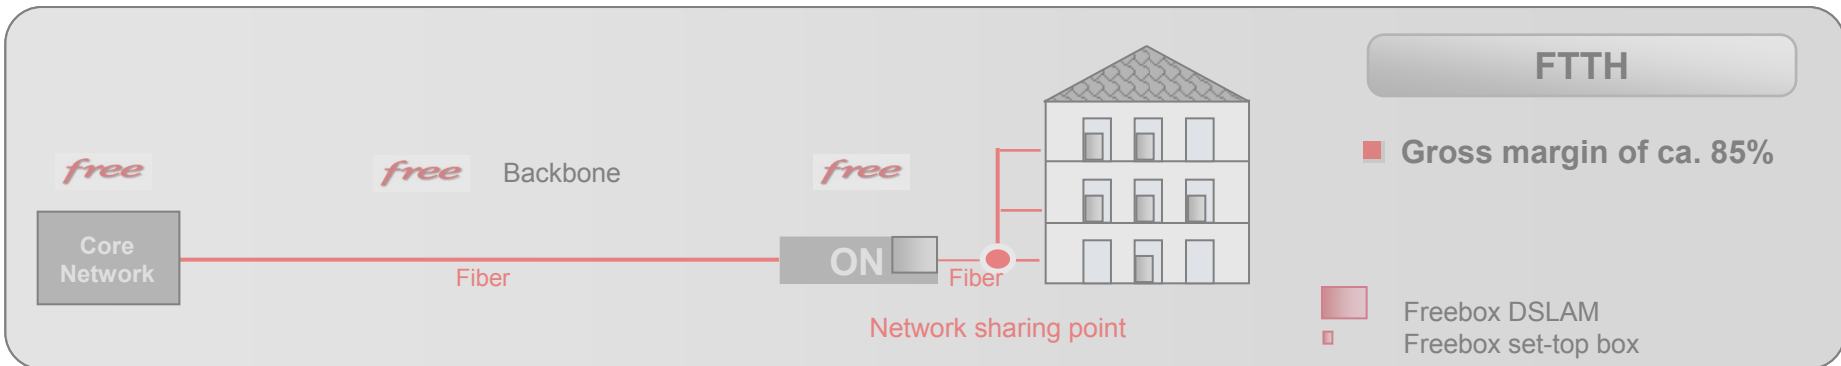 FTTH
free
free
Backbone
free
Gross margin of ca. 85%
Core
Network
ON
Fiber
Fiber
Network sharing point
Freebox DSLAM
Freebox set-top box